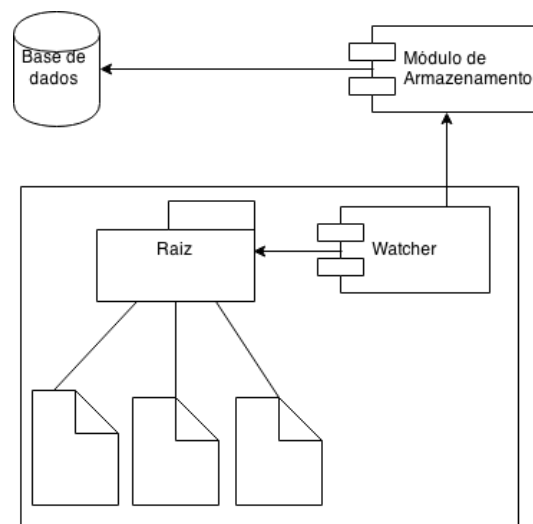 Base de
dados
Módulo de
Armazenamento
Raiz
Watcher